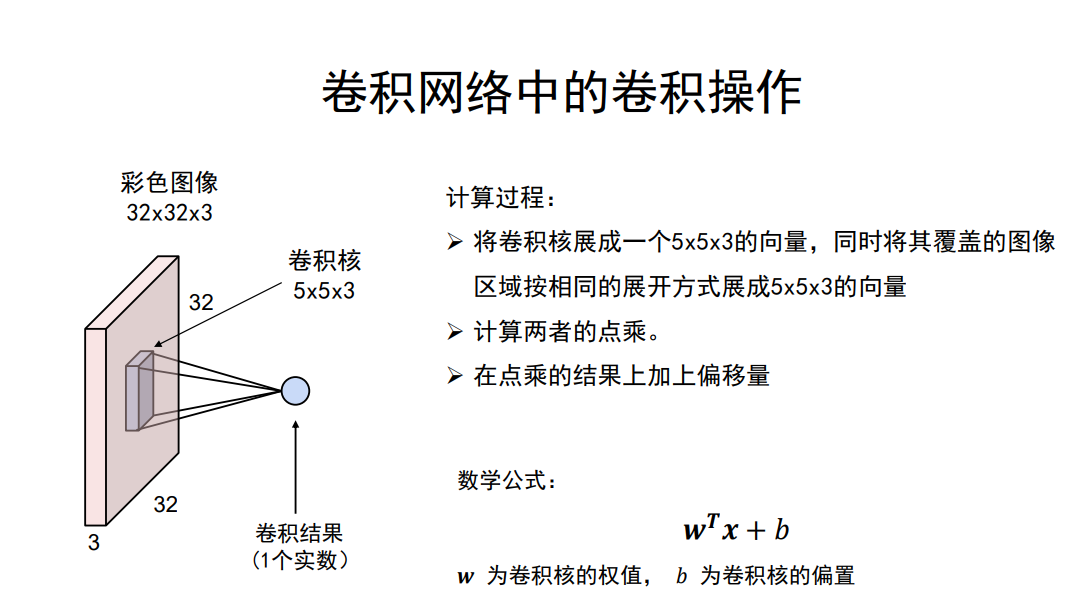 卷积网络中的卷积操作
彩色图像
32x32x3
卷积核
5x5x3
32
32
3
卷积结果
（1个实数）
计算过程：
➢ 将卷积核展成一个5x5x3的向量，同时将其覆盖的图像
区域按相同的展开方式展成5x5x3的向量
➢ 计算两者的点乘。
➢ 在点乘的结果上加上偏移量
数学公式：
wᵀx + b
w 为卷积核的权值， b 为卷积核的偏置